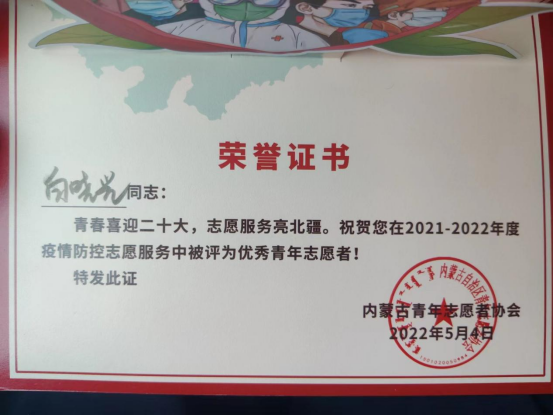 荣誉证书
白晓光同志：
青春喜迎二十大，志愿服务亮北疆。祝贺您在2021-2022年度
疫情防控志愿服务中被评为优秀青年志愿者！
特发此证
内蒙古青年志愿者协会
2022年5月4日